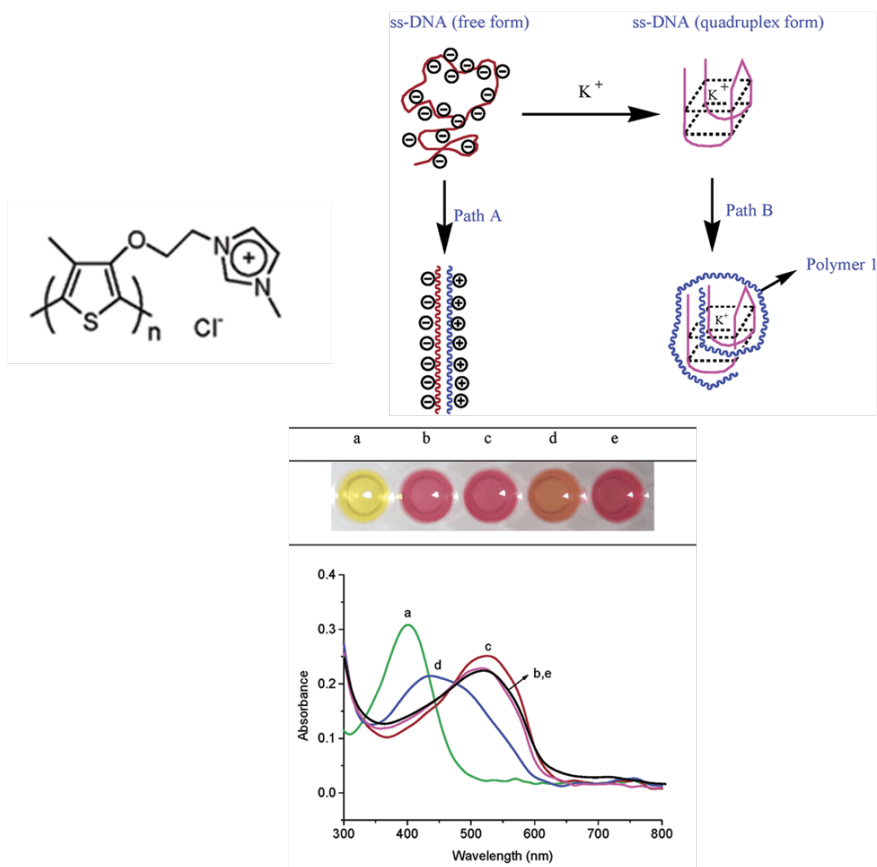 ss-DNA (free form)
ss-DNA (quadruplex form)
K+
K+
Path A
Path B
Polymer 1
K+
O
N
+
N
S
n
Cl-
a b c d e
0.4
0.3
0.2
0.1
0.0
Absorbance
a
d
c
b,e
300 400 500 600 700 800
Wavelength (nm)